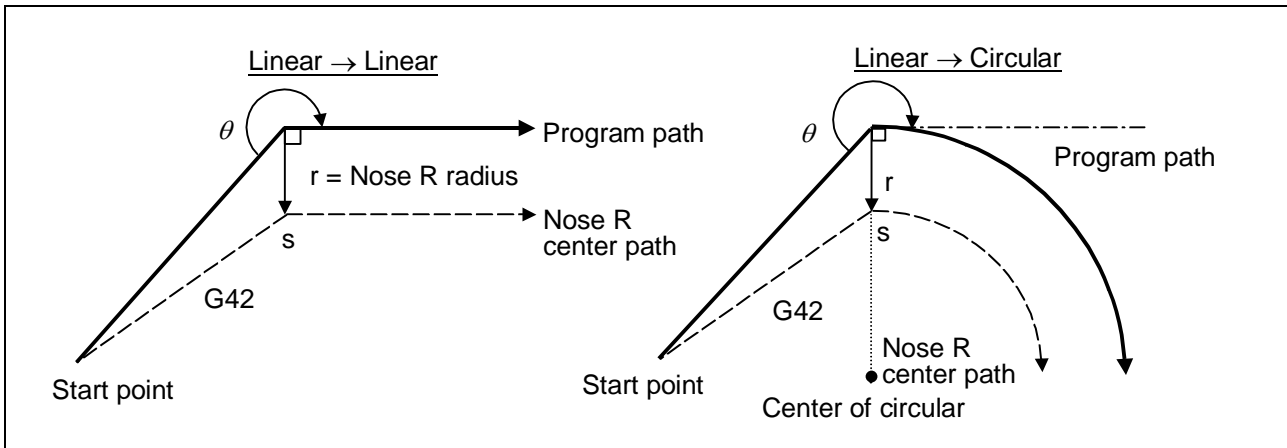 Linear → Linear
θ
Program path
r = Nose R radius
Nose R
center path
s
G42
Start point
Linear → Circular
θ
Program path
r
s
G42
Nose R
center path
Start point
Center of circular